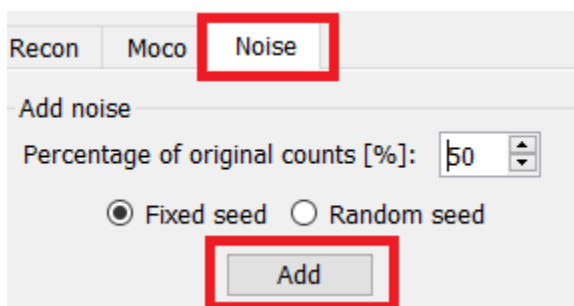 Recon Moco Noise
Add noise
Percentage of original counts [%]: 50
Fixed seed Random seed
Add